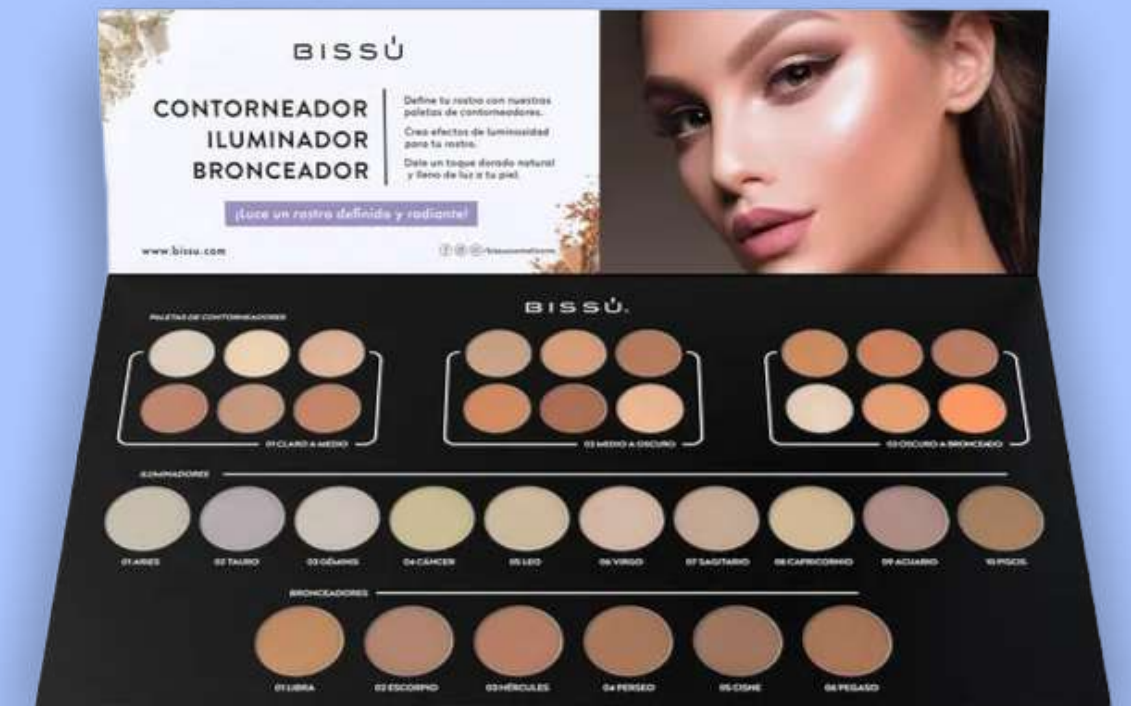 BISSÚ
CONTORNEADOR
ILUMINADOR
BRONCEADOR
Define tu rostro con nuestras
paletas de contorneadores.
Crea efectos de luminosidad
para tu rostro.
Dale un toque dorado natural
y lleno de luz a tu piel.
¡Luce un rostro definido y radiante!
www.bissu.com
BISSÚ.
PALETAS DE CONTORNEADORES
01 CLARO A MEDIO
02 MEDIO A OSCURO
03 OSCURO A BRONCEADO
ILUMINADORES
01 ARIES
02 TAURO
03 GÉMINIS
04 CÁNCER
05 LEO
06 VIRGO
07 SAGITARIO
08 CAPRICORNIO
09 ACUARIO
10 PISCIS
BRONCEADORES
01 LIBRA
02 ESCORPIO
03 HÉRCULES
04 PERSEO
05 CISNE
06 PEGASO